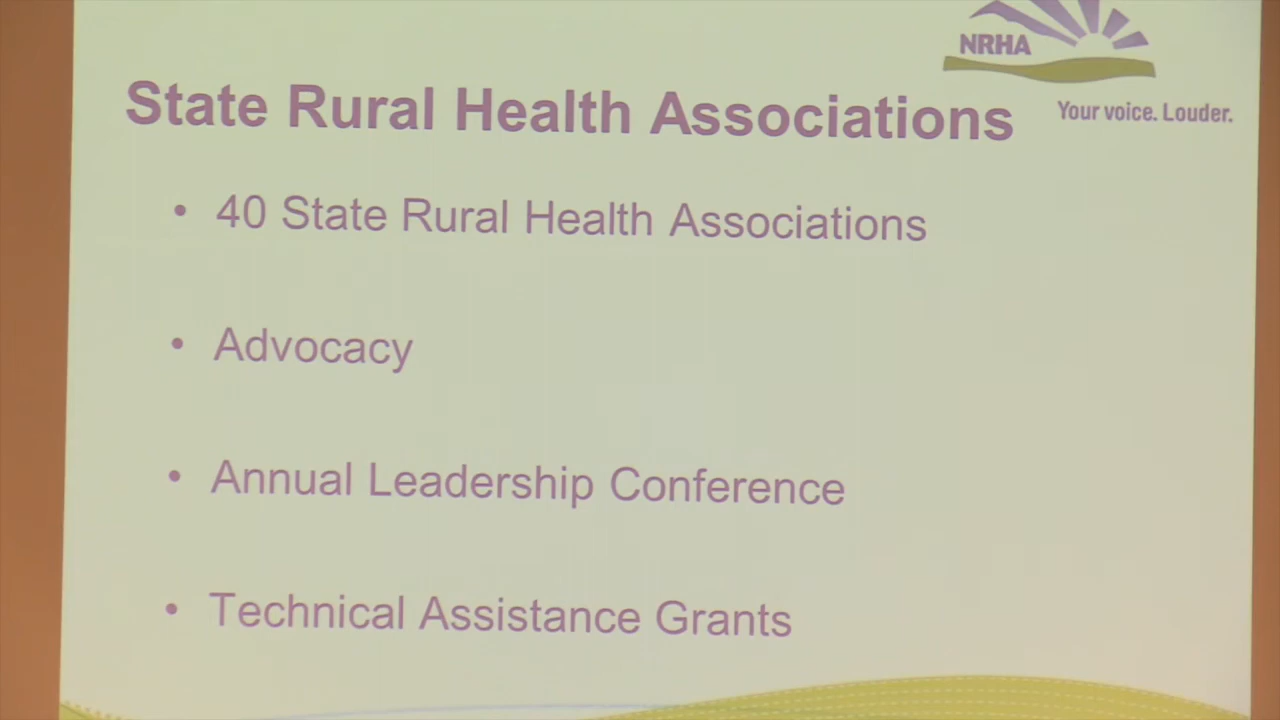 NRHA
Your voice. Louder.
State Rural Health Associations
• 40 State Rural Health Associations
• Advocacy
• Annual Leadership Conference
• Technical Assistance Grants